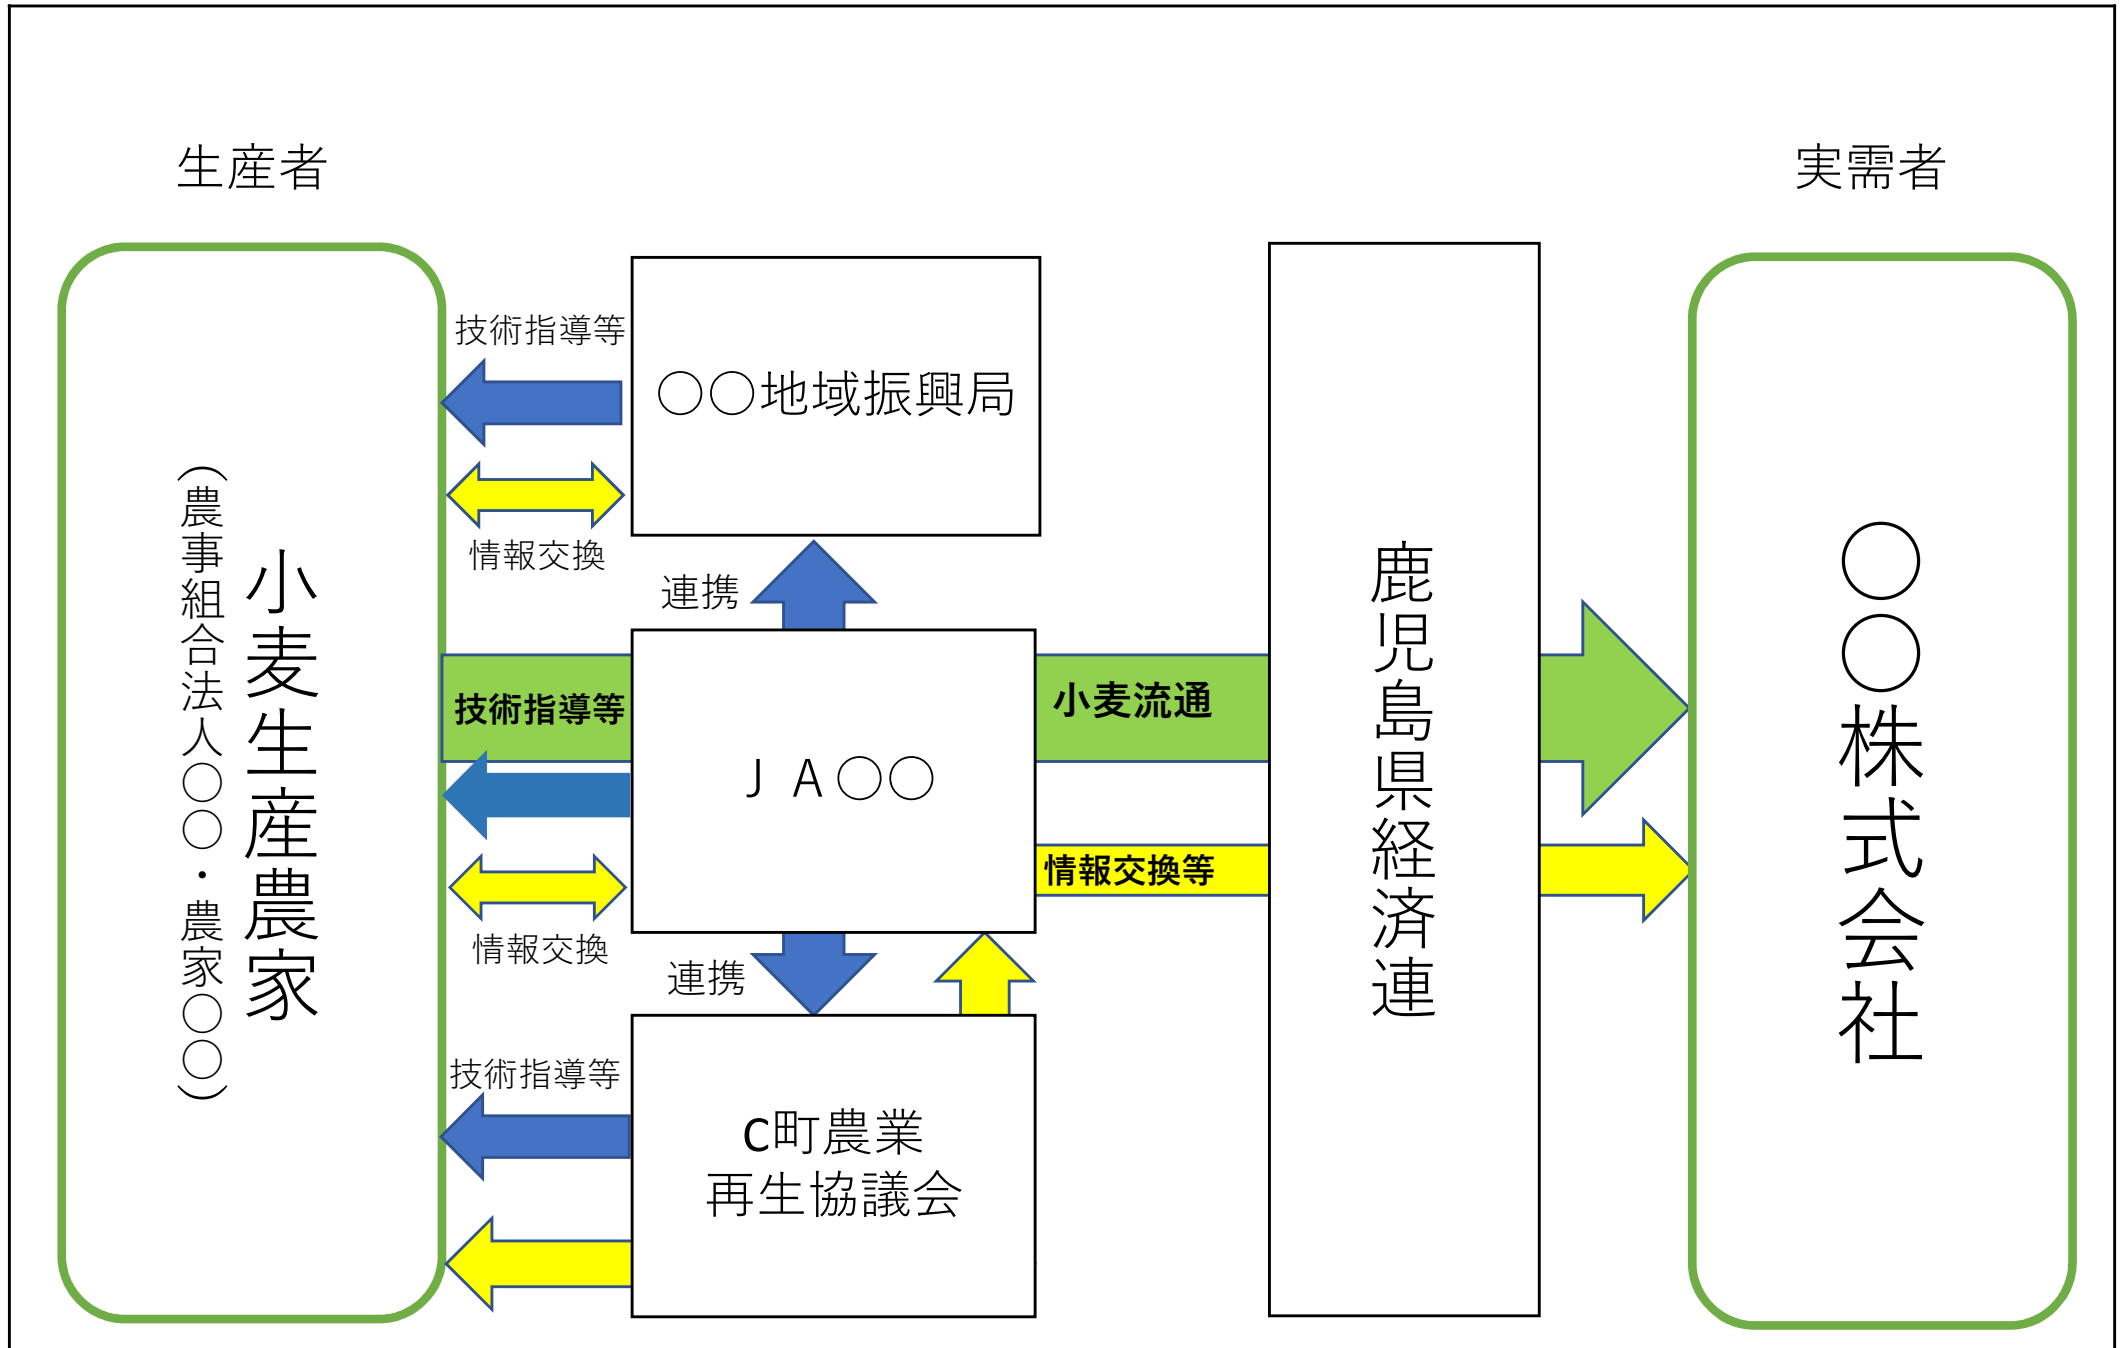 生産者
実需者
小麦生産農家
（農事組合法人○○・農家○○）
技術指導等
○○地域振興局
情報交換
連携
技術指導等
ＪＡ○○
小麦流通
情報交換等
情報交換
連携
技術指導等
C町農業
再生協議会
鹿児島県経済連
○○株式会社